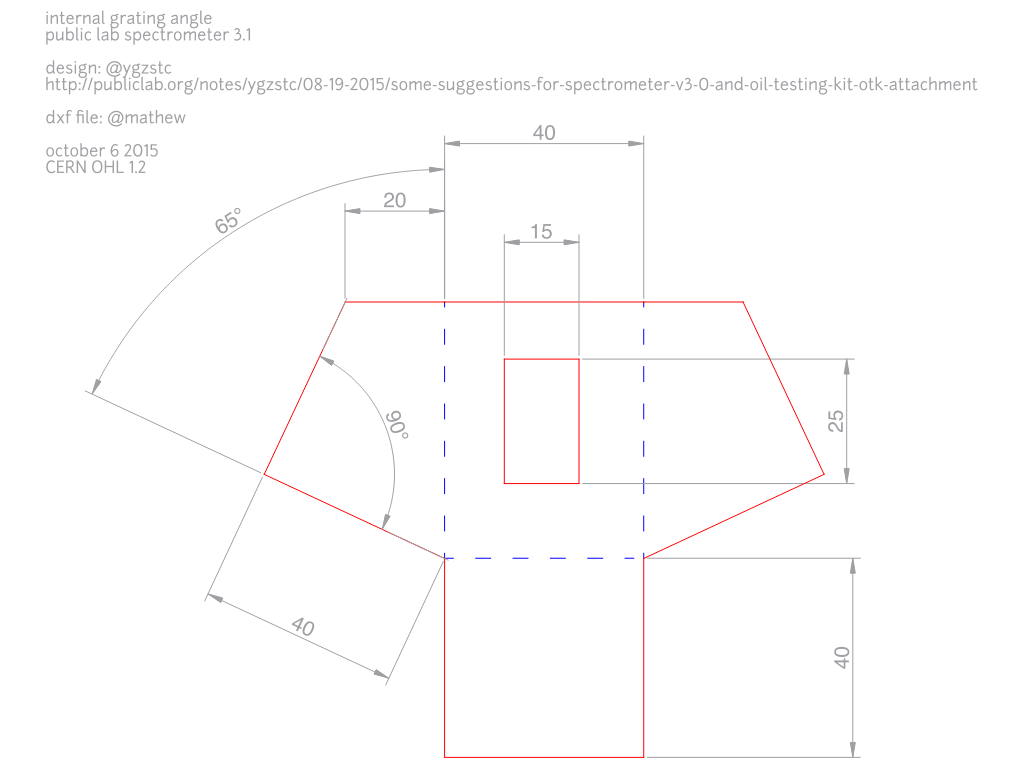 internal grating angle
public lab spectrometer 3.1
design: @ygzstc
http://publiclab.org/notes/ygzstc/08-19-2015/some-suggestions-for-spectrometer-v3-0-and-oil-testing-kit-otk-attachment
dxf file: @mathew
october 6 2015
CERN OHL 1.2
40
20
65°
15
90°
25
40
40